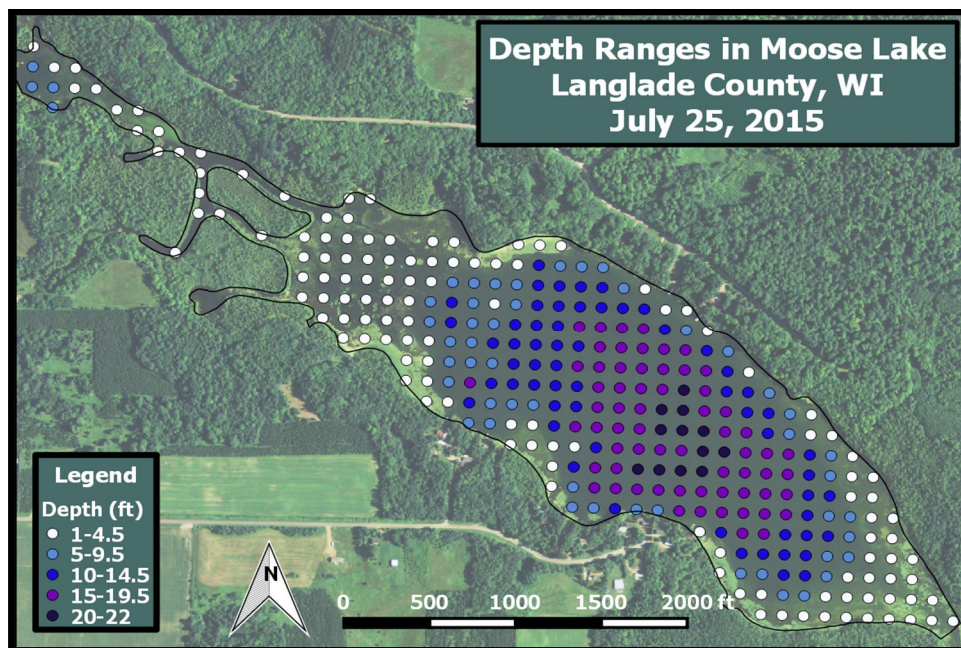 Depth Ranges in Moose Lake
Langlade County, WI
July 25, 2015
Legend
Depth (ft)
1-4.5
5-9.5
10-14.5
15-19.5
20-22
N
0 500 1000 1500 2000 ft